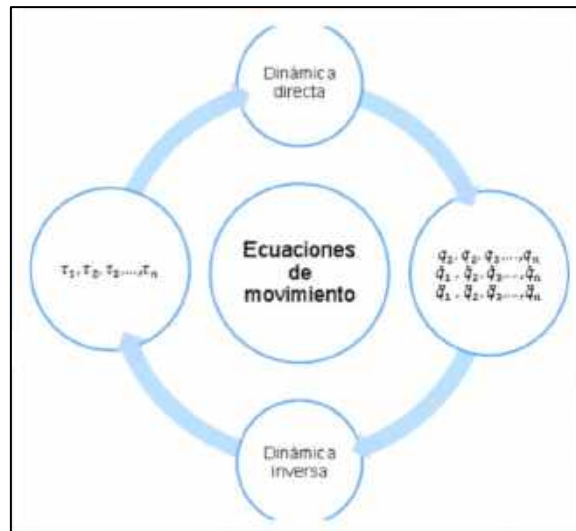 Dinámica
directa
τ₁, τ₂, τ₃...,τₙ
Ecuaciones
de
movimiento
q₁, q₂, q₃...,qₙ
q̇₁, q̇₂, q̇₃...,q̇ₙ
q̈₁, q̈₂, q̈₃...,q̈ₙ
Dinámica
inversa